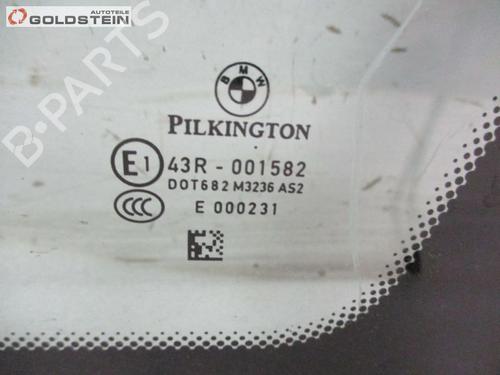 AUTOTEILE
GOLDSTEIN
B-PARTS
BMW
PILKINGTON
E1 43R - 001582
DOT682 M3236 AS2
CCC E 000231